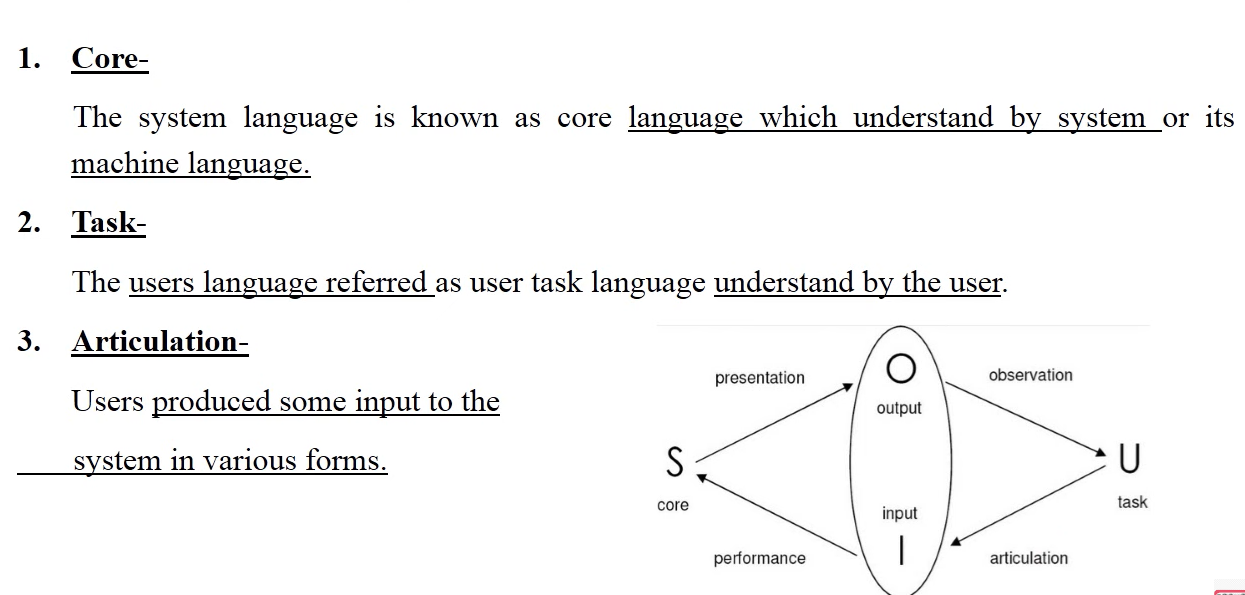 1. Core-
The system language is known as core language which understand by system or its
machine language.
2. Task-
The users language referred as user task language understand by the user.
3. Articulation-
Users produced some input to the
system in various forms.
presentation
O
output
observation
S
core
U
task
input
I
performance
articulation